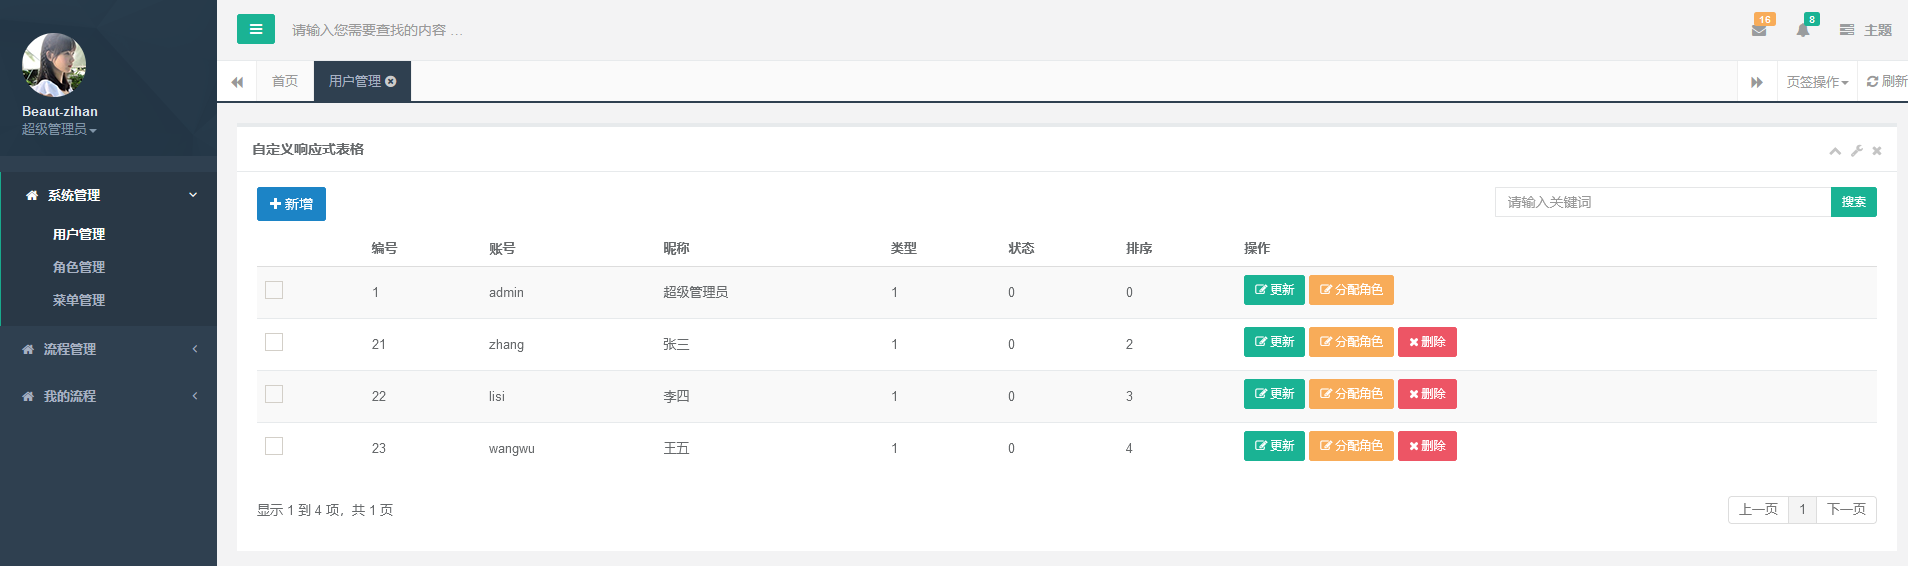 Beaut-zihan
超级管理员
系统管理
用户管理
角色管理
菜单管理
流程管理
我的流程
请输入您需要查找的内容 …
16
8
主题
首页
用户管理
页签操作
刷新
自定义响应式表格
新增
请输入关键词
搜索
编号 账号 昵称 类型 状态 排序 操作
1 admin 超级管理员 1 0 0 更新 分配角色
21 zhang 张三 1 0 2 更新 分配角色 删除
22 lisi 李四 1 0 3 更新 分配角色 删除
23 wangwu 王五 1 0 4 更新 分配角色 删除
显示 1 到 4 项，共 1 页
上一页 1 下一页